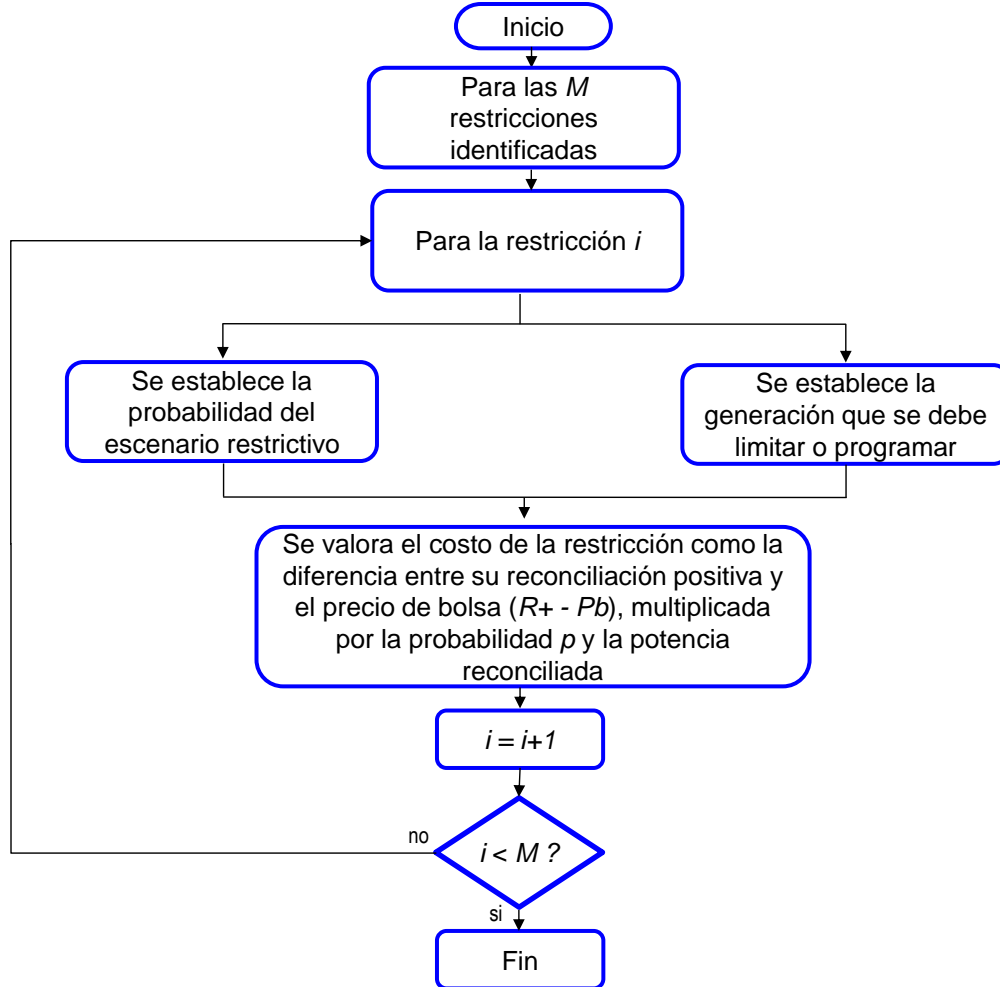 Inicio
Para las M
restricciones
identificadas
Para la restricción i
Se establece la
probabilidad del
escenario restrictivo
Se establece la
generación que se debe
limitar o programar
Se valora el costo de la restricción como la
diferencia entre su reconciliación positiva y
el precio de bolsa (R+ - Pb), multiplicada
por la probabilidad p y la potencia
reconciliada
i = i+1
no
i < M ?
si
Fin